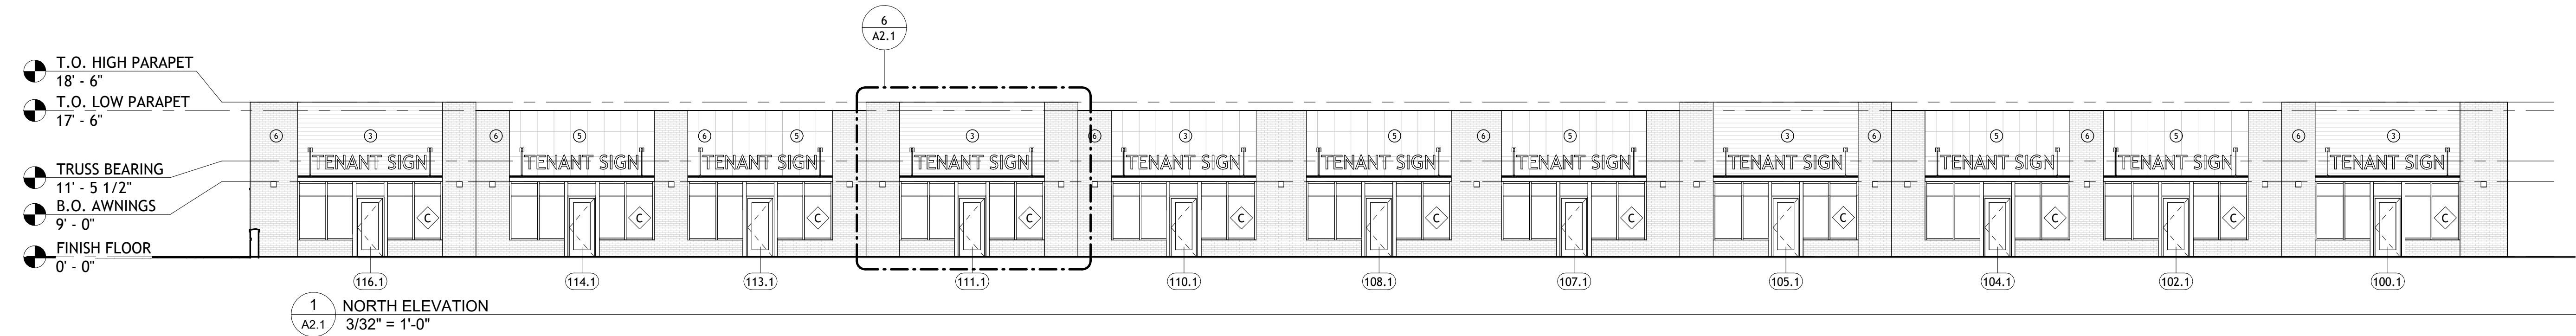 6
A2.1
T.O. HIGH PARAPET
18' - 6"
T.O. LOW PARAPET
17' - 6"
TRUSS BEARING
11' - 5 1/2"
B.O. AWNINGS
9' - 0"
FINISH FLOOR
0' - 0"
6 3 6 5 6 5 3 6 3 5 6 5 3 6 5 6 5 6 3
TENANT SIGN TENANT SIGN TENANT SIGN TENANT SIGN TENANT SIGN TENANT SIGN TENANT SIGN TENANT SIGN TENANT SIGN TENANT SIGN TENANT SIGN
C C C C C C C C C C C
116.1 114.1 113.1 111.1 110.1 108.1 107.1 105.1 104.1 102.1 100.1
1
A2.1
NORTH ELEVATION
3/32" = 1'-0"